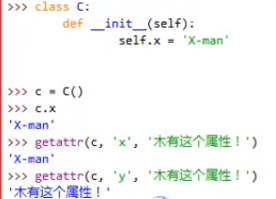 >>> class C:
        def __init__(self):
                self.x = 'X-man'
>>> c = C()
>>> c.x
'X-man'
>>> getattr(c, 'x', '木有这个属性！')
'X-man'
>>> getattr(c, 'y', '木有这个属性！')
'木有这个属性！'